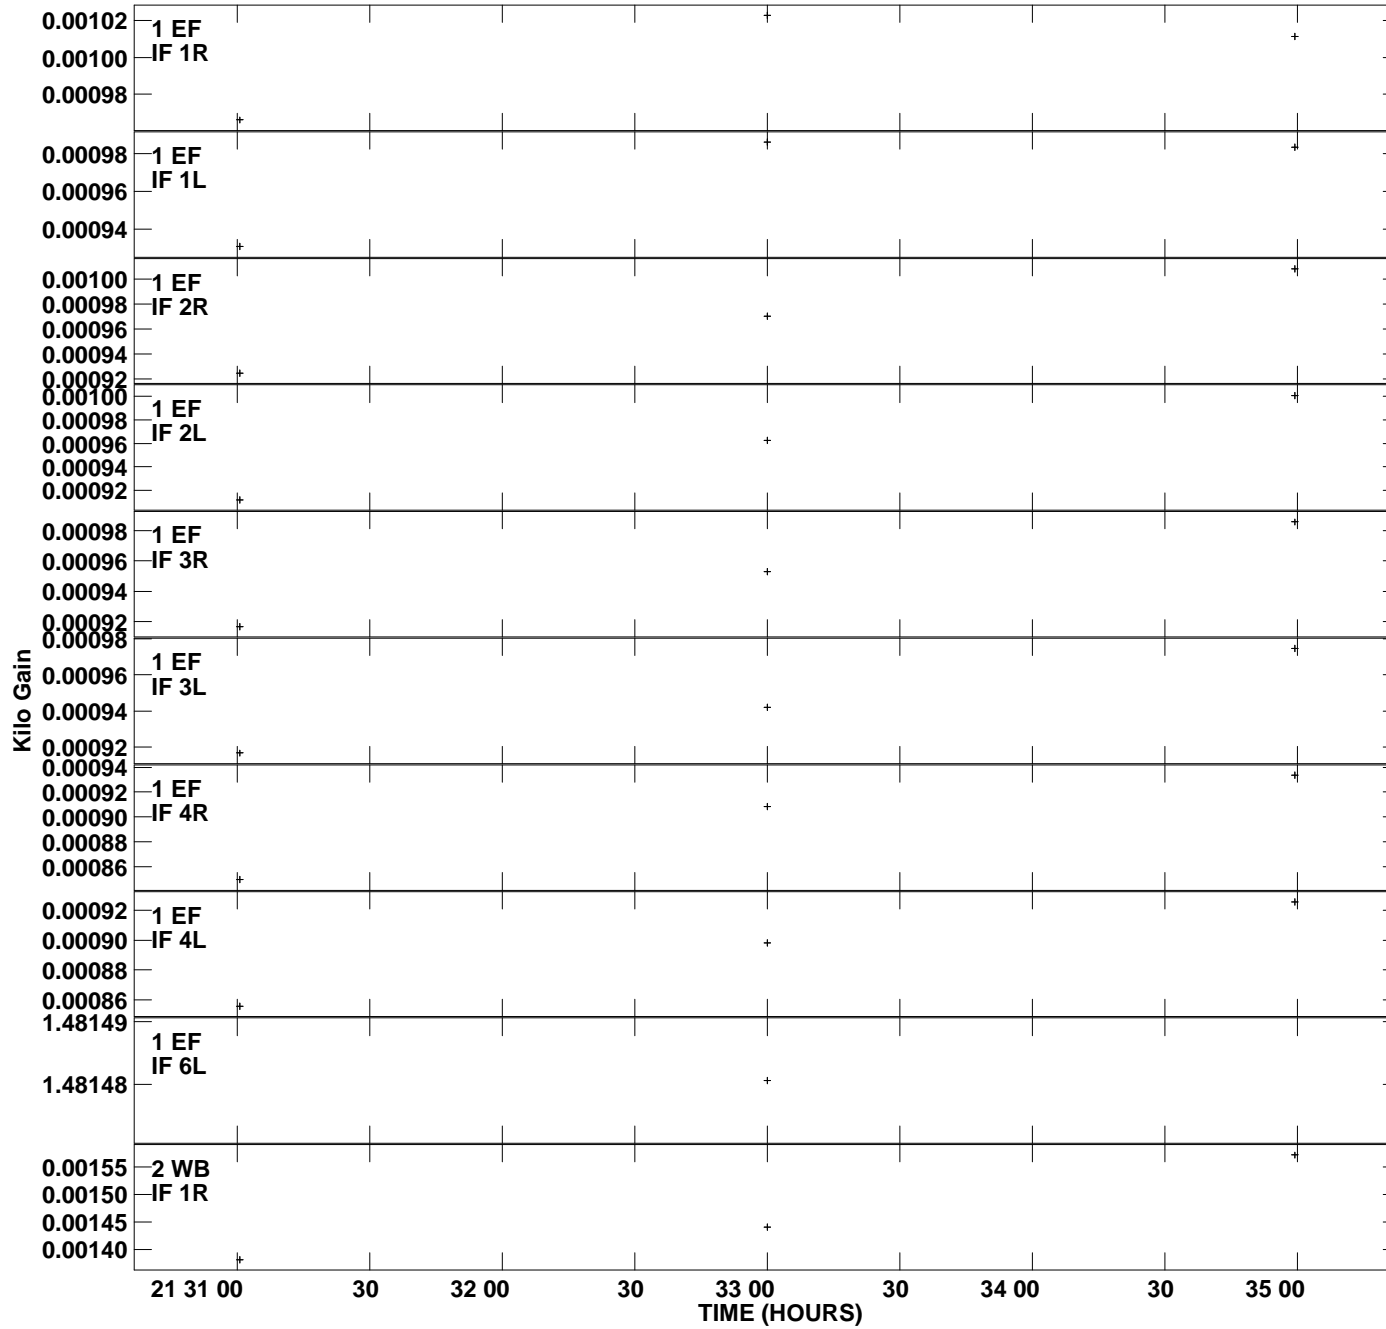 0.00102
0.00100
0.00098
1 EF
IF 1R
0.00098
0.00096
0.00094
1 EF
IF 1L
0.00100
0.00098
0.00096
0.00094
0.00092
1 EF
IF 2R
0.00100
0.00098
0.00096
0.00094
0.00092
1 EF
IF 2L
0.00098
0.00096
0.00094
0.00092
1 EF
IF 3R
0.00098
0.00096
0.00094
0.00092
1 EF
IF 3L
Kilo Gain
0.00094
0.00092
0.00090
0.00088
0.00086
1 EF
IF 4R
0.00092
0.00090
0.00088
0.00086
1 EF
IF 4L
1.48149
1.48148
1 EF
IF 6L
0.00155
0.00150
0.00145
0.00140
2 WB
IF 1R
21 31 00 30 32 00 30 33 00 30 34 00 30 35 00
TIME (HOURS)